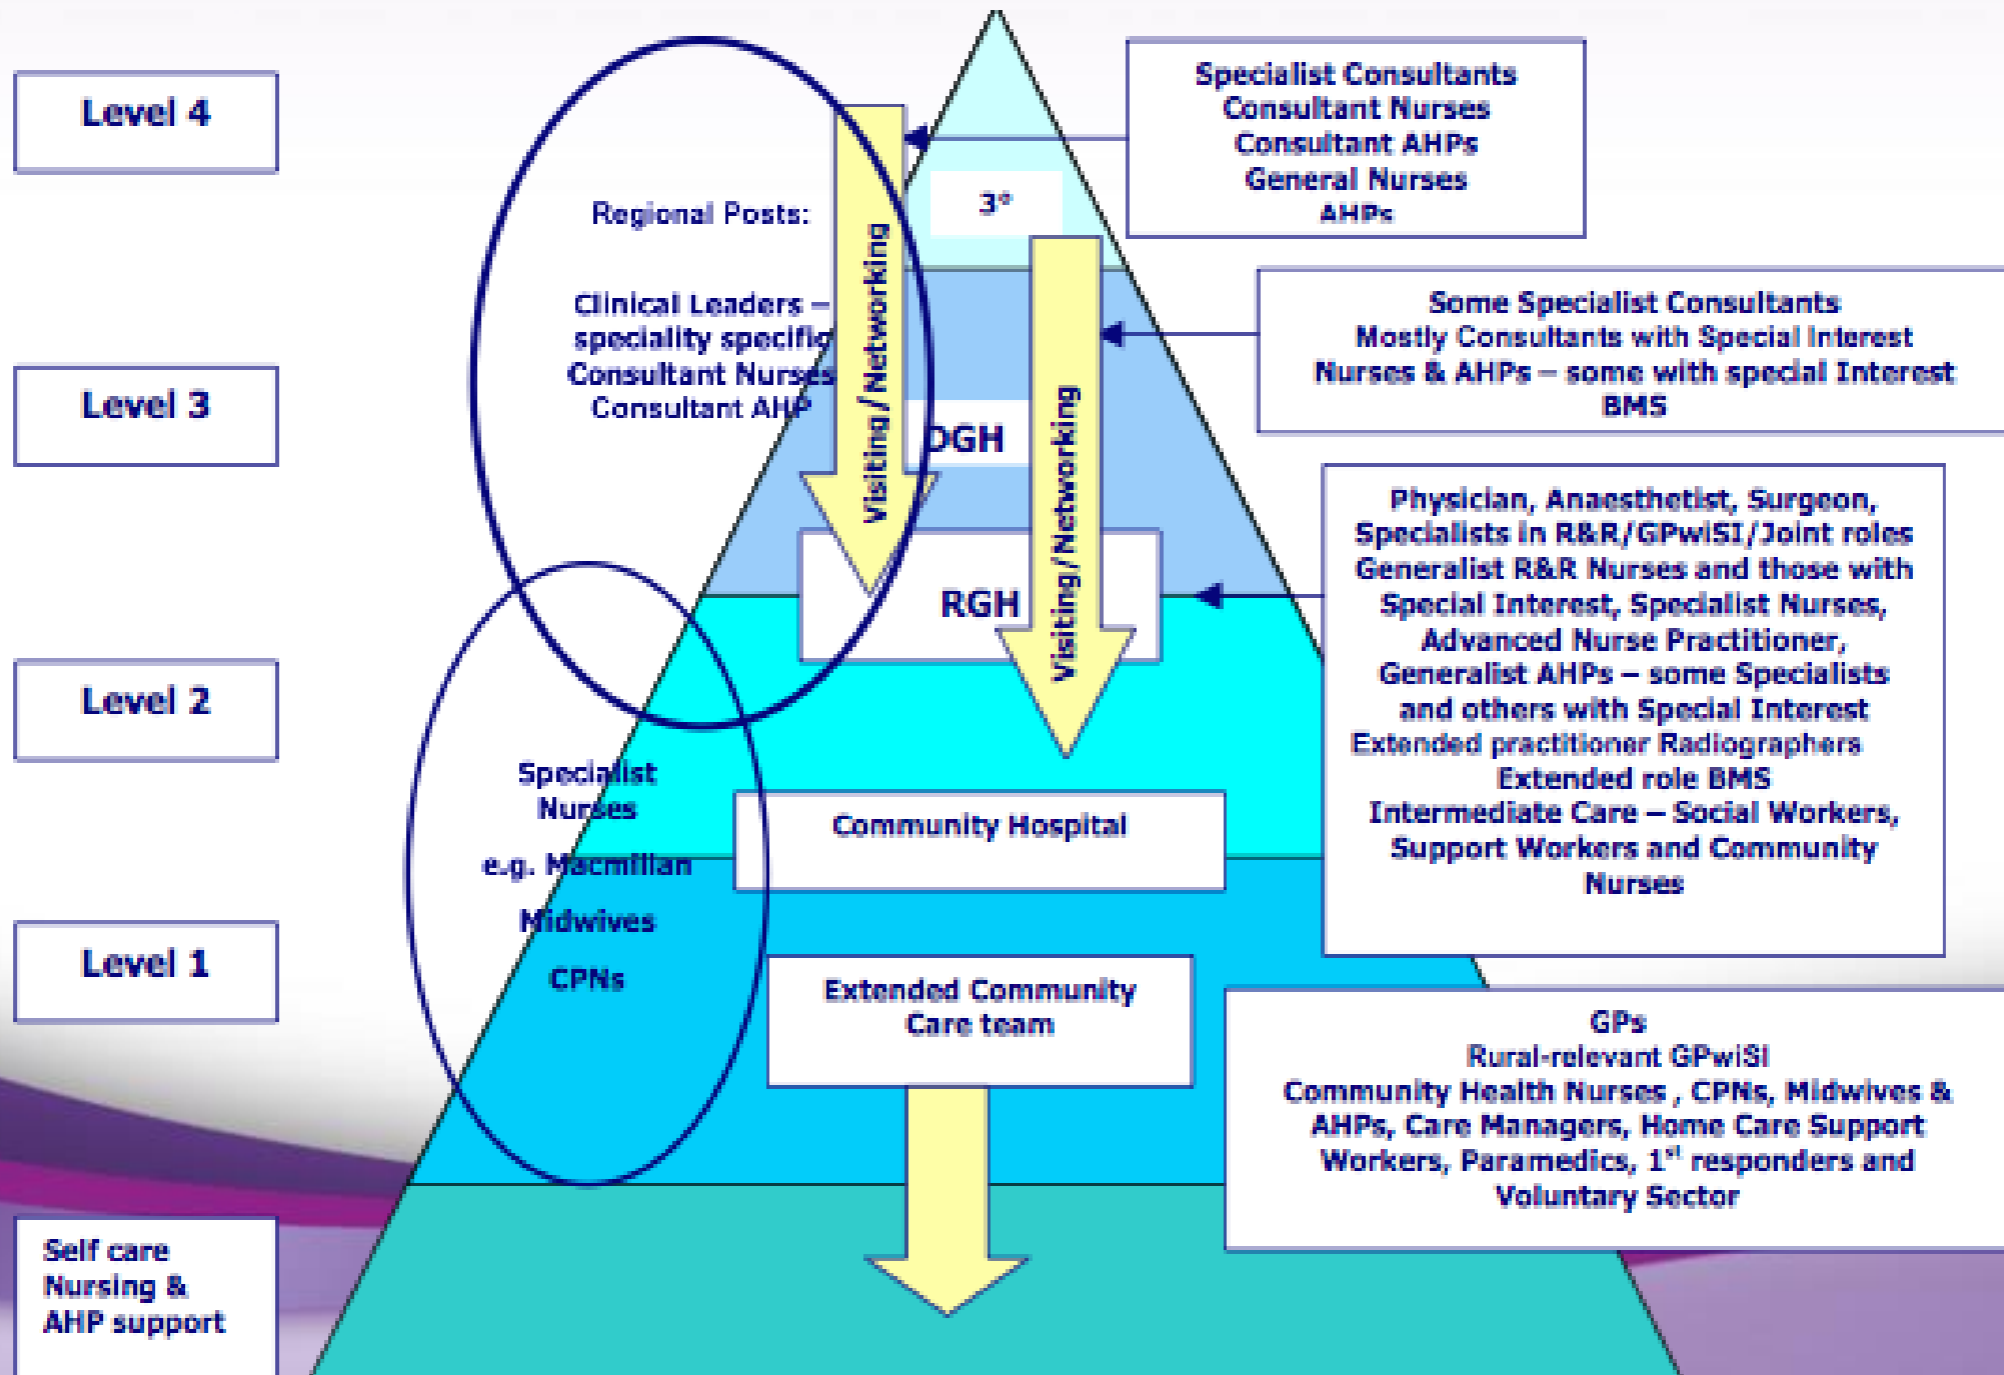 Level 4
Level 3
Level 2
Level 1
Self care
Nursing &
AHP support
Regional Posts:
Clinical Leaders –
speciality specific
Consultant Nurses
Consultant AHP
Specialist
Nurses
e.g. Macmillan
Midwives
CPNs
Visiting/Networking
Visiting/Networking
3°
DGH
RGH
Community Hospital
Extended Community
Care team
Specialist Consultants
Consultant Nurses
Consultant AHPs
General Nurses
AHPs
Some Specialist Consultants
Mostly Consultants with Special Interest
Nurses & AHPs – some with special Interest
BMS
Physician, Anaesthetist, Surgeon,
Specialists in R&R/GPwiSI/Joint roles
Generalist R&R Nurses and those with
Special Interest, Specialist Nurses,
Advanced Nurse Practitioner,
Generalist AHPs – some Specialists
and others with Special Interest
Extended practitioner Radiographers
Extended role BMS
Intermediate Care – Social Workers,
Support Workers and Community
Nurses
GPs
Rural-relevant GPwiSI
Community Health Nurses , CPNs, Midwives &
AHPs, Care Managers, Home Care Support
Workers, Paramedics, 1st responders and
Voluntary Sector